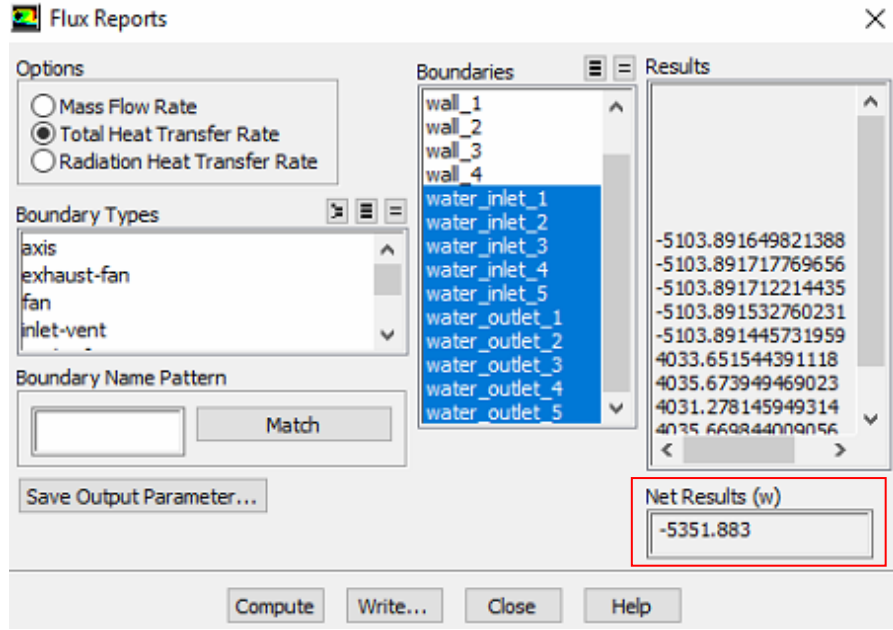 Flux Reports
Options
Mass Flow Rate
Total Heat Transfer Rate
Radiation Heat Transfer Rate
Boundary Types
axis
exhaust-fan
fan
inlet-vent
Boundary Name Pattern
Match
Save Output Parameter...
Boundaries
wall_1
wall_2
wall_3
wall_4
water_inlet_1
water_inlet_2
water_inlet_3
water_inlet_4
water_inlet_5
water_outlet_1
water_outlet_2
water_outlet_3
water_outlet_4
water_outlet_5
Results
-5103.891649821388
-5103.891717769656
-5103.891712214435
-5103.891532760231
-5103.891445731959
4033.651544391118
4035.673949469023
4031.278145949314
4035.669844009056
Net Results (w)
-5351.883
Compute
Write...
Close
Help